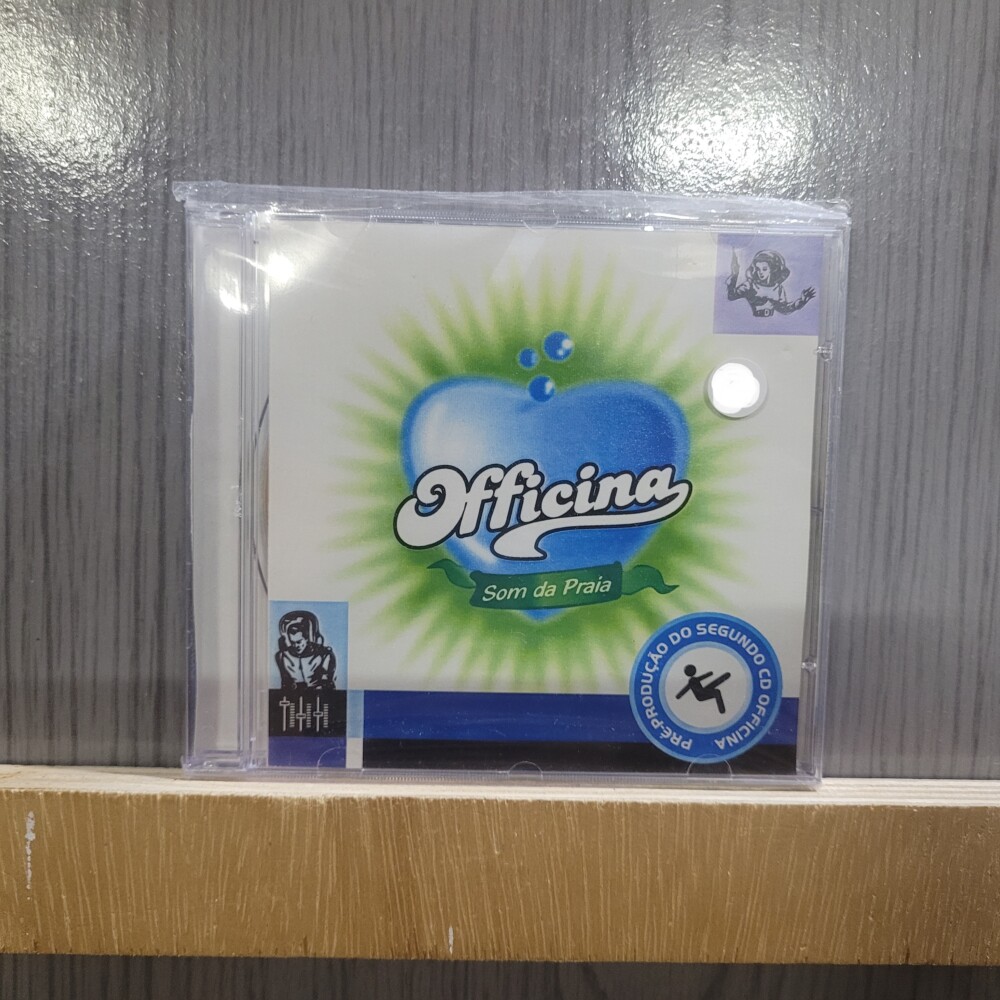 Officina
Som da Praia
PRÉ-PRODUÇÃO DO SEGUNDO CD OFFICINA